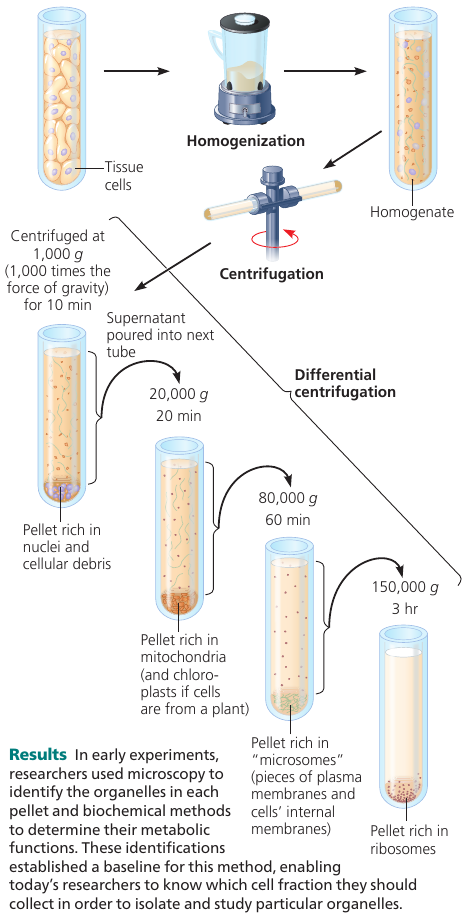 Homogenization
Tissue
cells
Homogenate
Centrifugation
Centrifuged at
1,000 g
(1,000 times the
force of gravity)
for 10 min
Supernatant
poured into next
tube
Differential
centrifugation
20,000 g
20 min
80,000 g
60 min
150,000 g
3 hr
Pellet rich in
nuclei and
cellular debris
Pellet rich in
mitochondria
(and chloro-
plasts if cells
are from a plant)
Pellet rich in
“microsomes”
(pieces of plasma
membranes and
cells’ internal
membranes)
Pellet rich in
ribosomes
Results In early experiments,
researchers used microscopy to
identify the organelles in each
pellet and biochemical methods
to determine their metabolic
functions. These identifications
established a baseline for this method, enabling
today’s researchers to know which cell fraction they should
collect in order to isolate and study particular organelles.